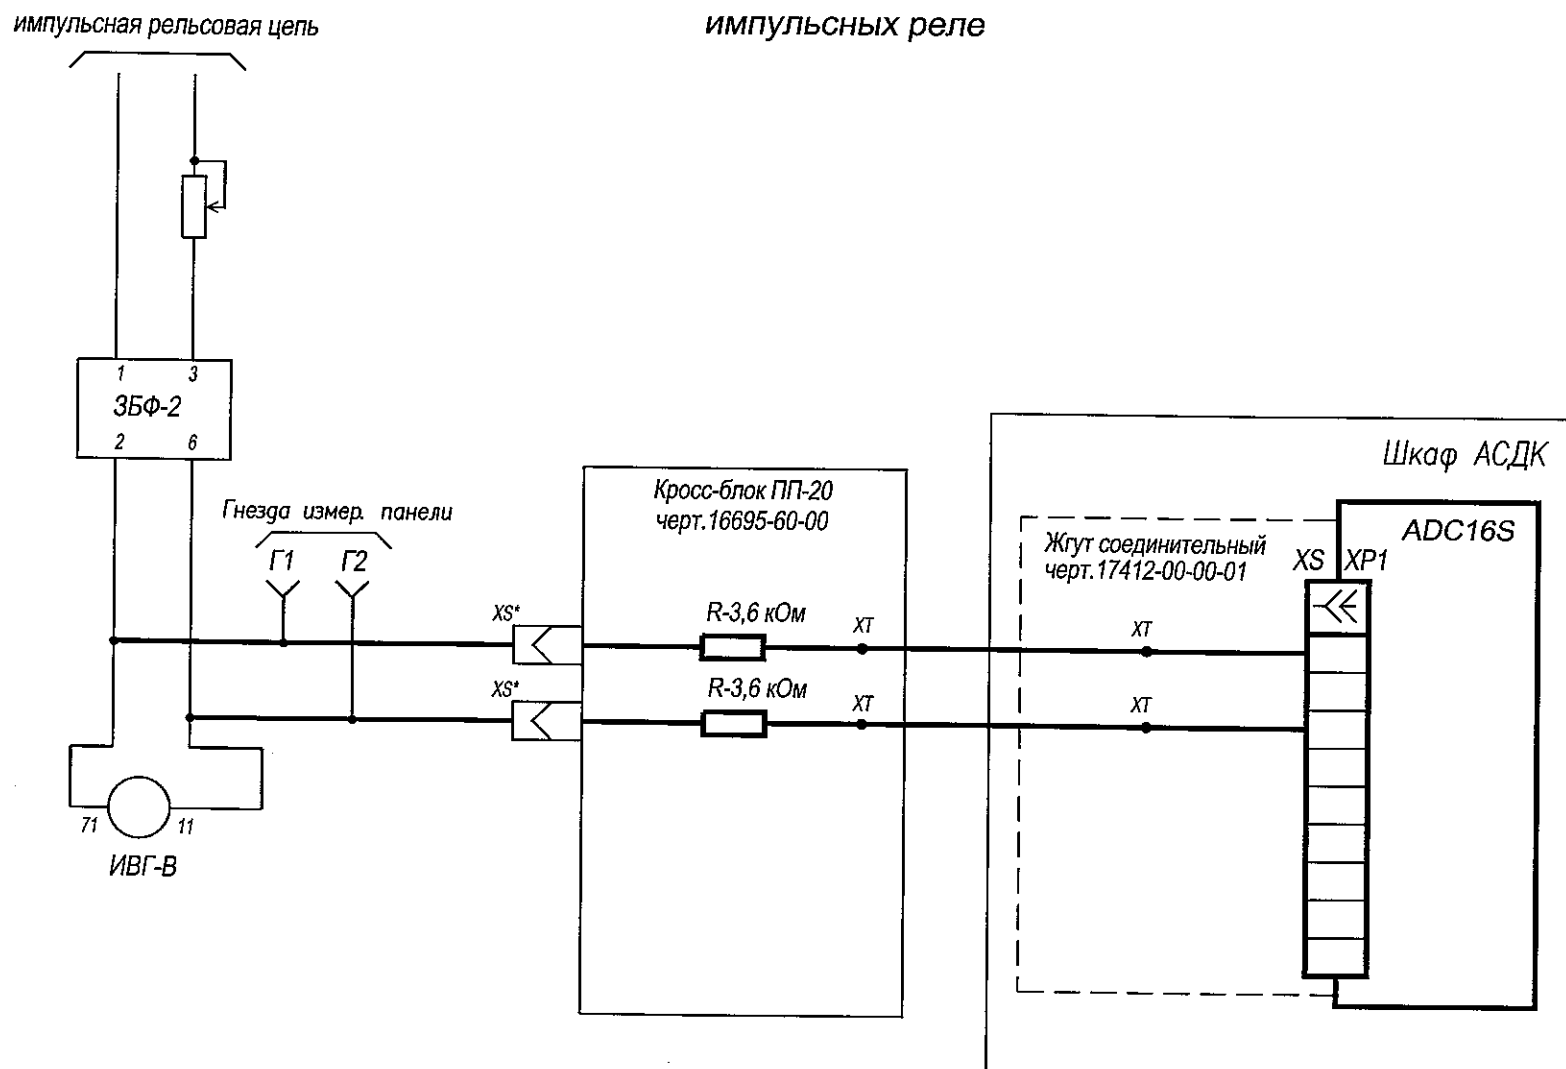 импульсная рельсовая цепь
импульсных реле
1 3
ЗБФ-2
2 6
Гнезда измер. панели
Г1 Г2
71 11
ИВГ-В
Кросс-блок ПП-20
черт.16695-60-00
XS*
R-3,6 кОм
XT
XT
XS*
R-3,6 кОм
XT
XT
Шкаф АСДК
Жгут соединительный
черт.17412-00-00-01
XS XP1
ADC16S